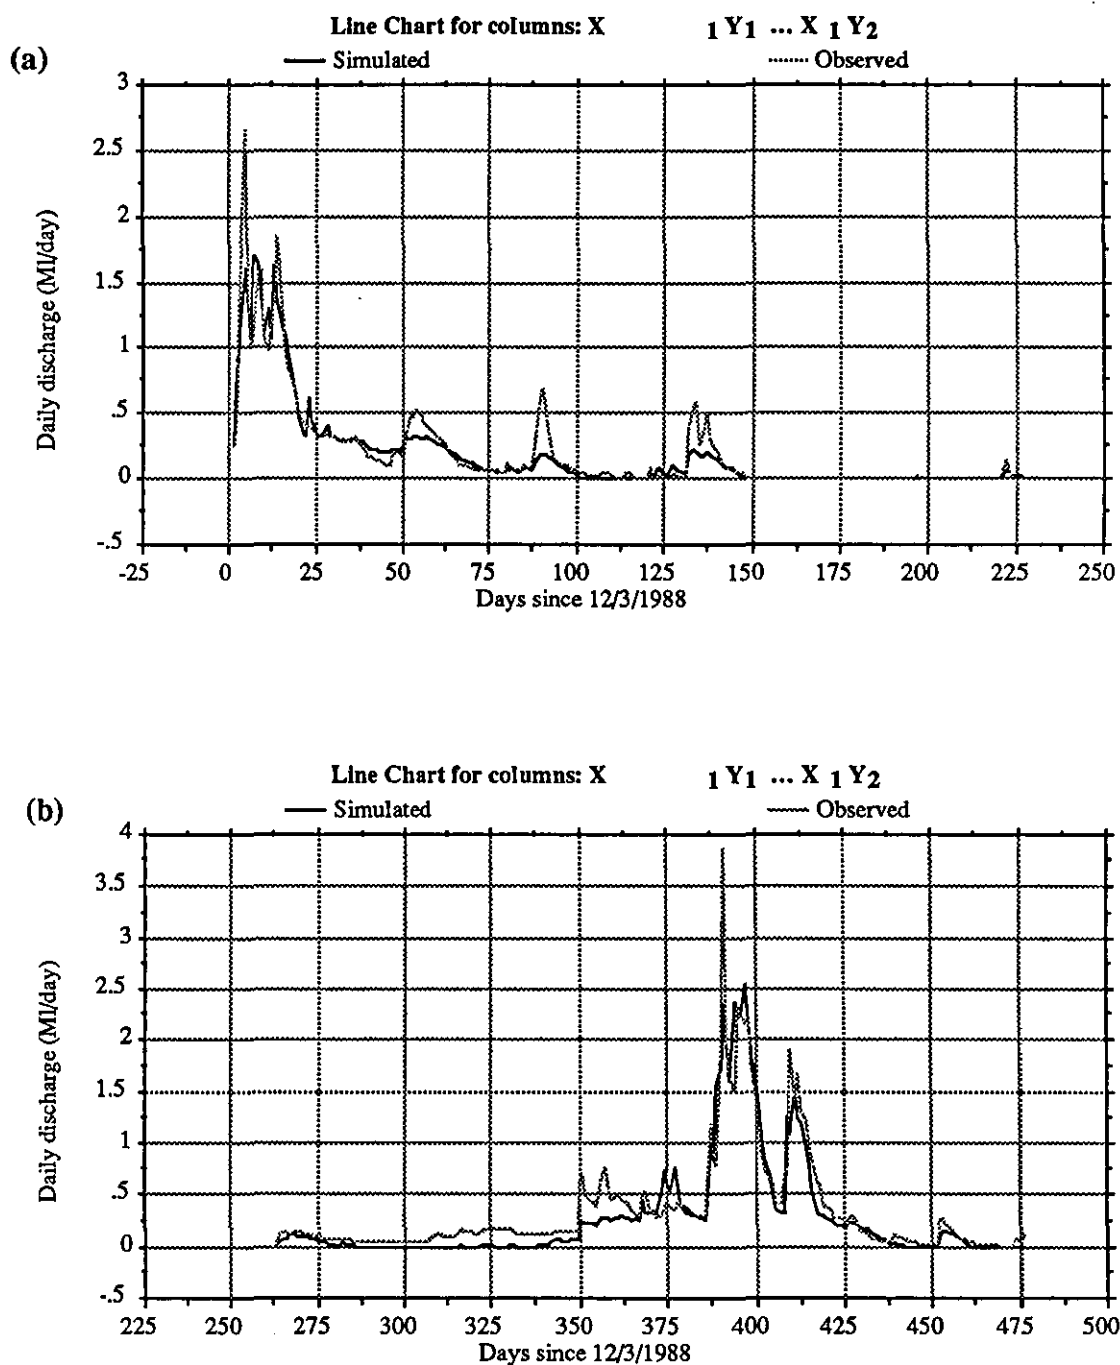 Line Chart for columns: X 1 Y1 ... X 1 Y2
(a)
Simulated Observed
3
2.5
2
1.5
1
.5
0
-.5
Daily discharge (Ml/day)
-25 0 25 50 75 100 125 150 175 200 225 250
Days since 12/3/1988
Line Chart for columns: X 1 Y1 ... X 1 Y2
(b)
Simulated Observed
4
3.5
3
2.5
2
1.5
1
.5
0
-.5
Daily discharge (Ml/day)
225 250 275 300 325 350 375 400 425 450 475 500
Days since 12/3/1988